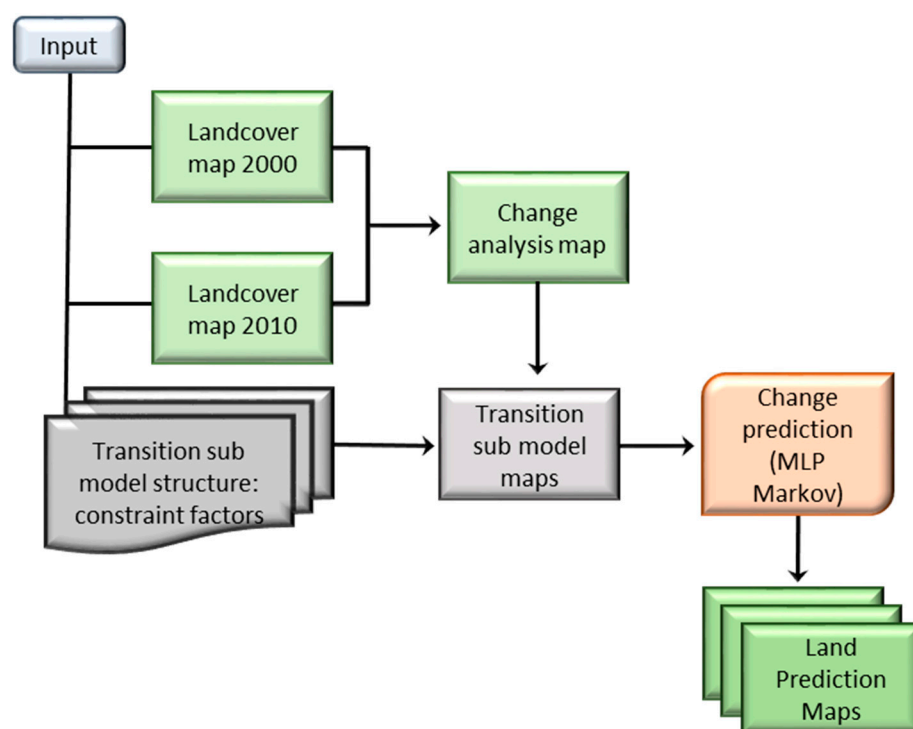 Input
Landcover
map 2000
Change
analysis map
Landcover
map 2010
Transition sub
model structure:
constraint factors
Transition
sub model
maps
Change
prediction
(MLP
Markov)
Land
Prediction
Maps